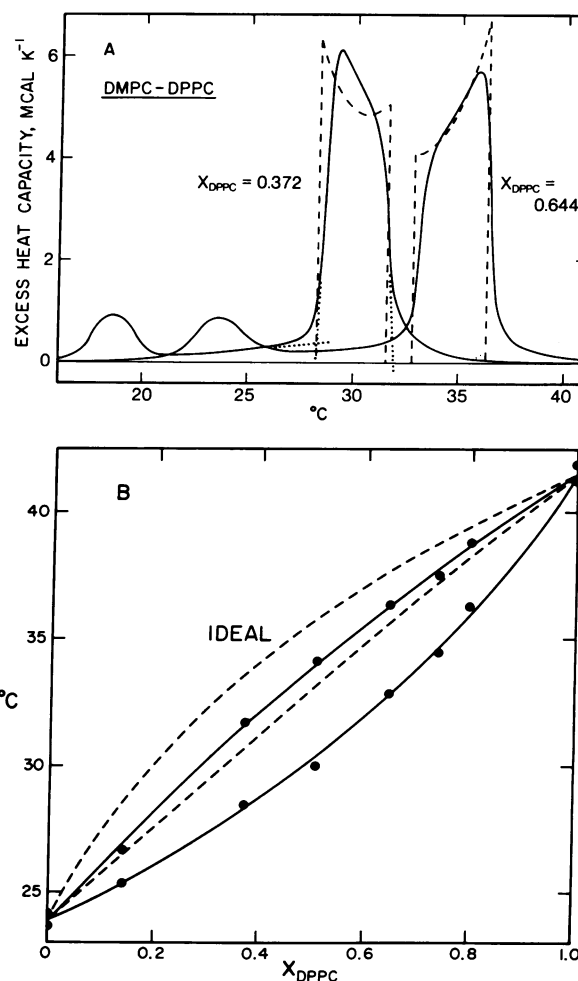 A
DMPC-DPPC
EXCESS HEAT CAPACITY, MCAL K⁻¹
6
4
2
0
X_DPPC = 0.372
X_DPPC =
0.644
20
25
30
35
40
°C
B
IDEAL
°C
40
35
30
25
0
0.2
0.4
0.6
0.8
1.0
X_DPPC